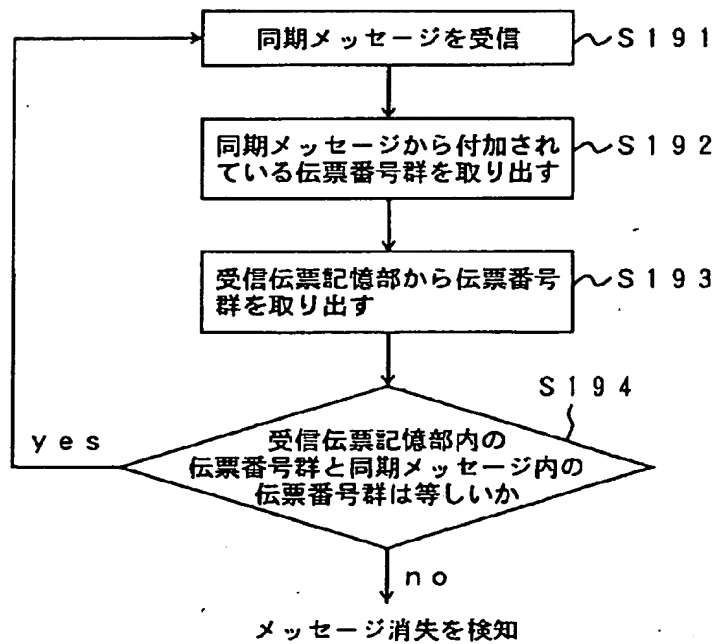 同期メッセージを受信
S191
同期メッセージから付加され
ている伝票番号群を取り出す
S192
受信伝票記憶部から伝票番号
群を取り出す
S193
S194
受信伝票記憶部内の
伝票番号群と同期メッセージ内の
伝票番号群は等しいか
yes
no
メッセージ消失を検知